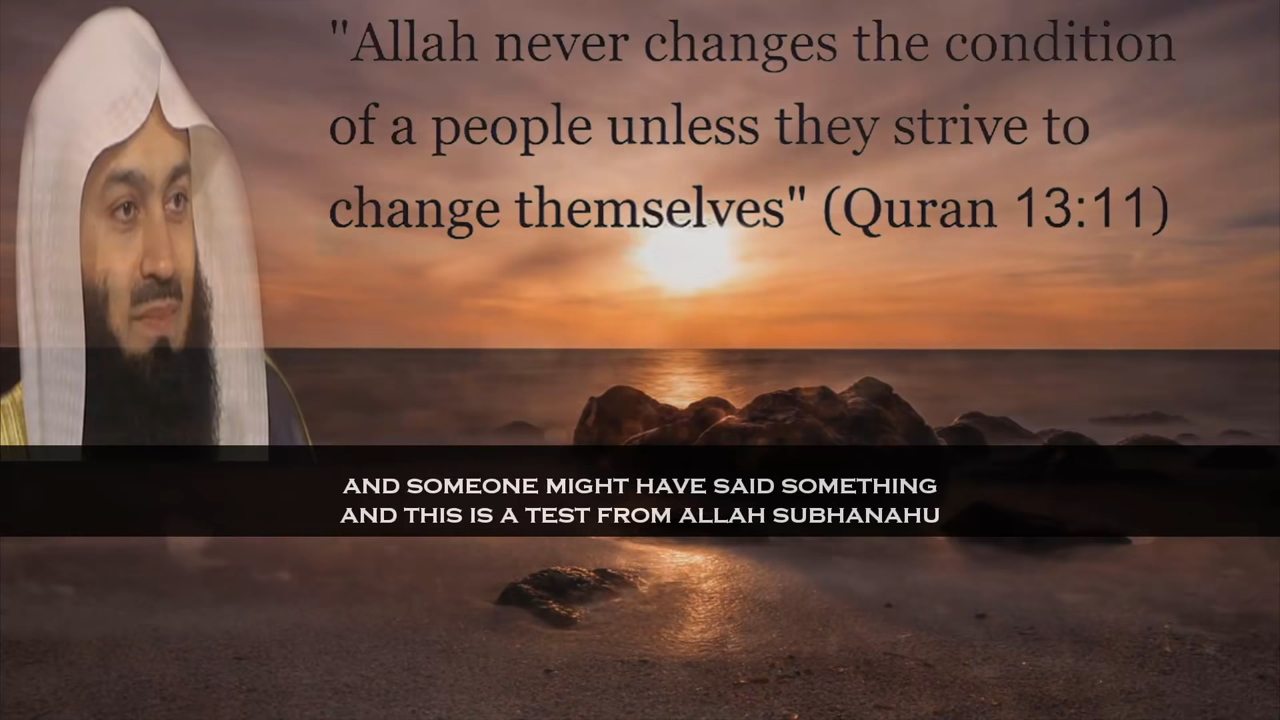 "Allah never changes the condition
of a people unless they strive to
change themselves" (Quran 13:11)
AND SOMEONE MIGHT HAVE SAID SOMETHING
AND THIS IS A TEST FROM ALLAH SUBHANAHU